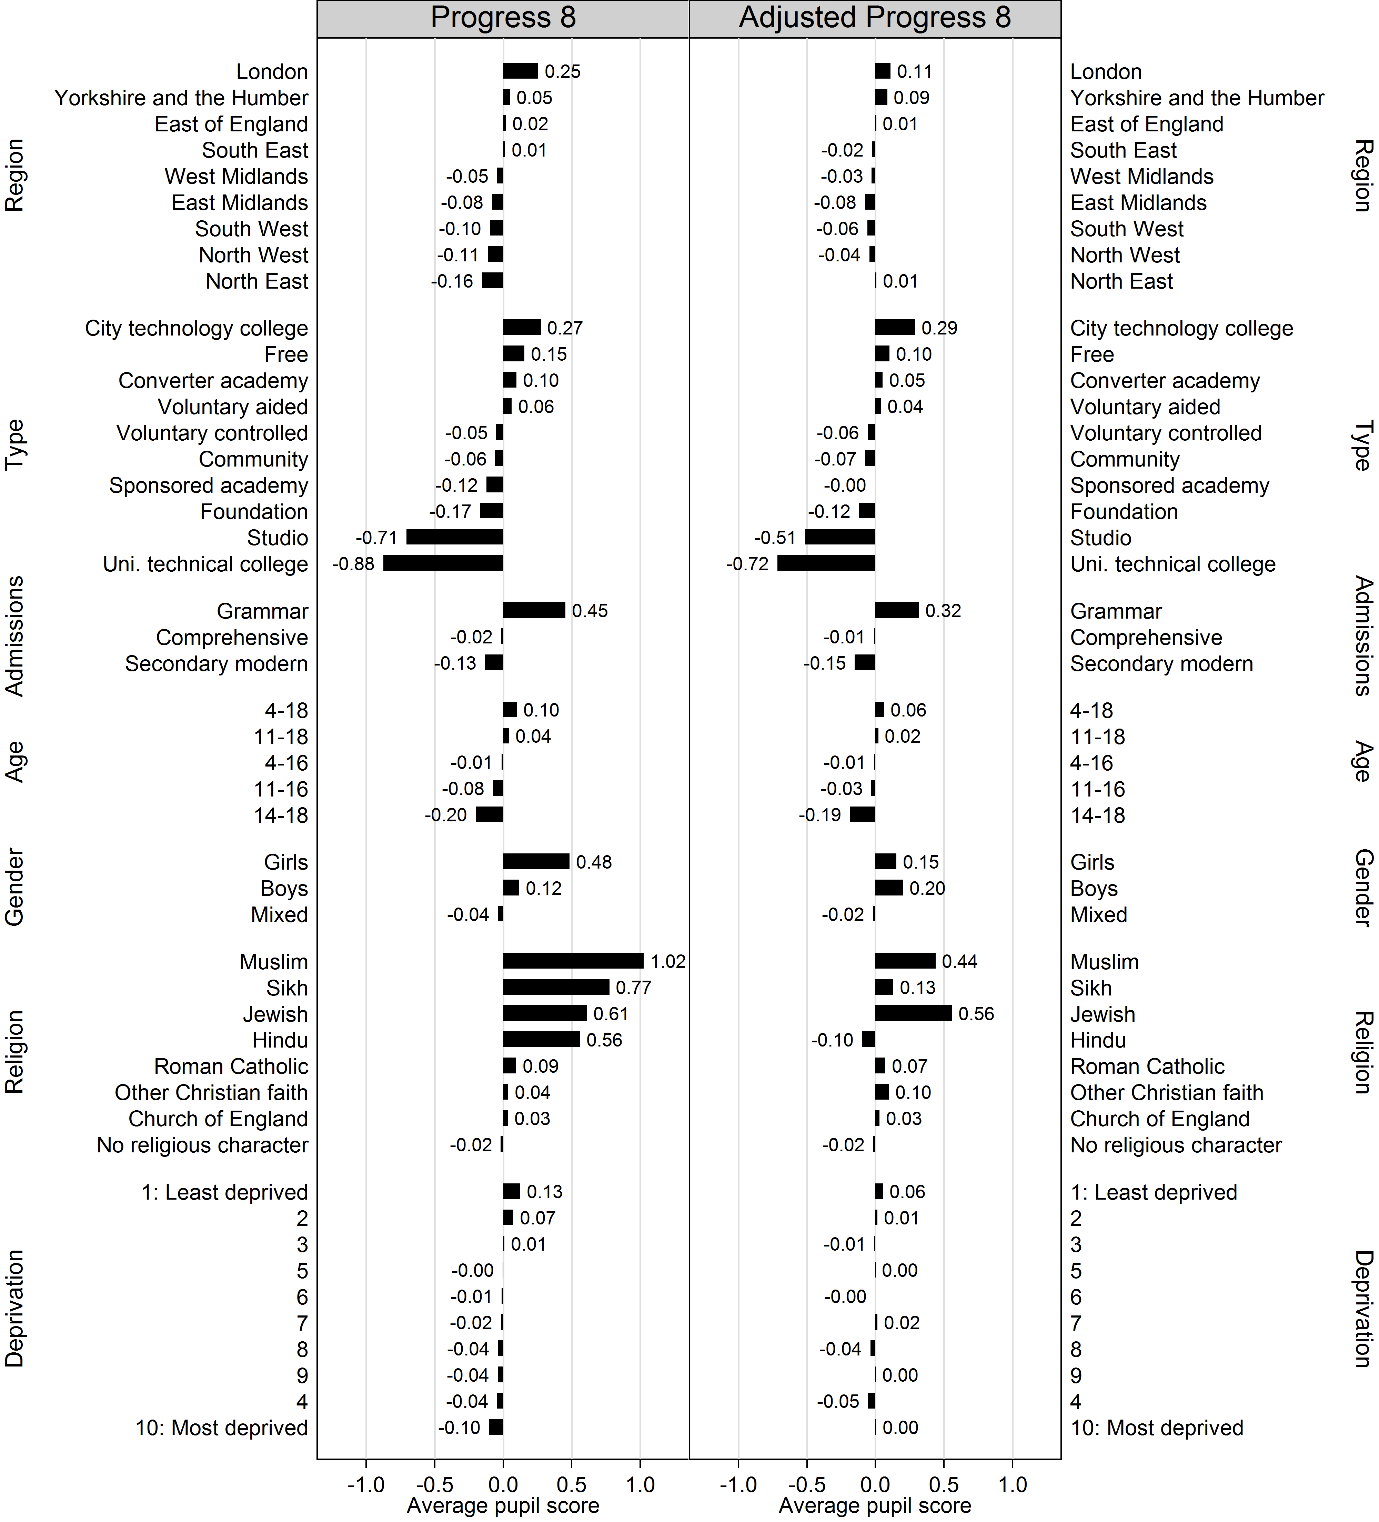 Progress 8 Adjusted Progress 8
Region
London 0.25 0.11 London
Yorkshire and the Humber 0.05 0.09 Yorkshire and the Humber
East of England 0.02 0.01 East of England
South East 0.01 -0.02 South East
West Midlands -0.05 -0.03 West Midlands
East Midlands -0.08 -0.08 East Midlands
South West -0.10 -0.06 South West
North West -0.11 -0.04 North West
North East -0.16 0.01 North East
Region
Type
City technology college 0.27 0.29 City technology college
Free 0.15 0.10 Free
Converter academy 0.10 0.05 Converter academy
Voluntary aided 0.06 0.04 Voluntary aided
Voluntary controlled -0.05 -0.06 Voluntary controlled
Community -0.06 -0.07 Community
Sponsored academy -0.12 -0.00 Sponsored academy
Foundation -0.17 -0.12 Foundation
Studio -0.71 -0.51 Studio
Uni. technical college -0.88 -0.72 Uni. technical college
Type
Admissions
Grammar 0.45 0.32 Grammar
Comprehensive -0.02 -0.01 Comprehensive
Secondary modern -0.13 -0.15 Secondary modern
Admissions
Age
4-18 0.10 0.06 4-18
11-18 0.04 0.02 11-18
4-16 -0.01 -0.01 4-16
11-16 -0.08 -0.03 11-16
14-18 -0.20 -0.19 14-18
Age
Gender
Girls 0.48 0.15 Girls
Boys 0.12 0.20 Boys
Mixed -0.04 -0.02 Mixed
Gender
Religion
Muslim 1.02 0.44 Muslim
Sikh 0.77 0.13 Sikh
Jewish 0.61 0.56 Jewish
Hindu 0.56 -0.10 Hindu
Roman Catholic 0.09 0.07 Roman Catholic
Other Christian faith 0.04 0.10 Other Christian faith
Church of England 0.03 0.03 Church of England
No religious character -0.02 -0.02 No religious character
Religion
Deprivation
1: Least deprived 0.13 0.06 1: Least deprived
2 0.07 0.01 2
3 0.01 -0.01 3
5 -0.00 0.00 5
6 -0.01 -0.00 6
7 -0.02 0.02 7
8 -0.04 -0.04 8
9 -0.04 0.00 9
4 -0.04 -0.05 4
10: Most deprived -0.10 0.00 10: Most deprived
Deprivation
-1.0 -0.5 0.0 0.5 1.0 -1.0 -0.5 0.0 0.5 1.0
Average pupil score Average pupil score